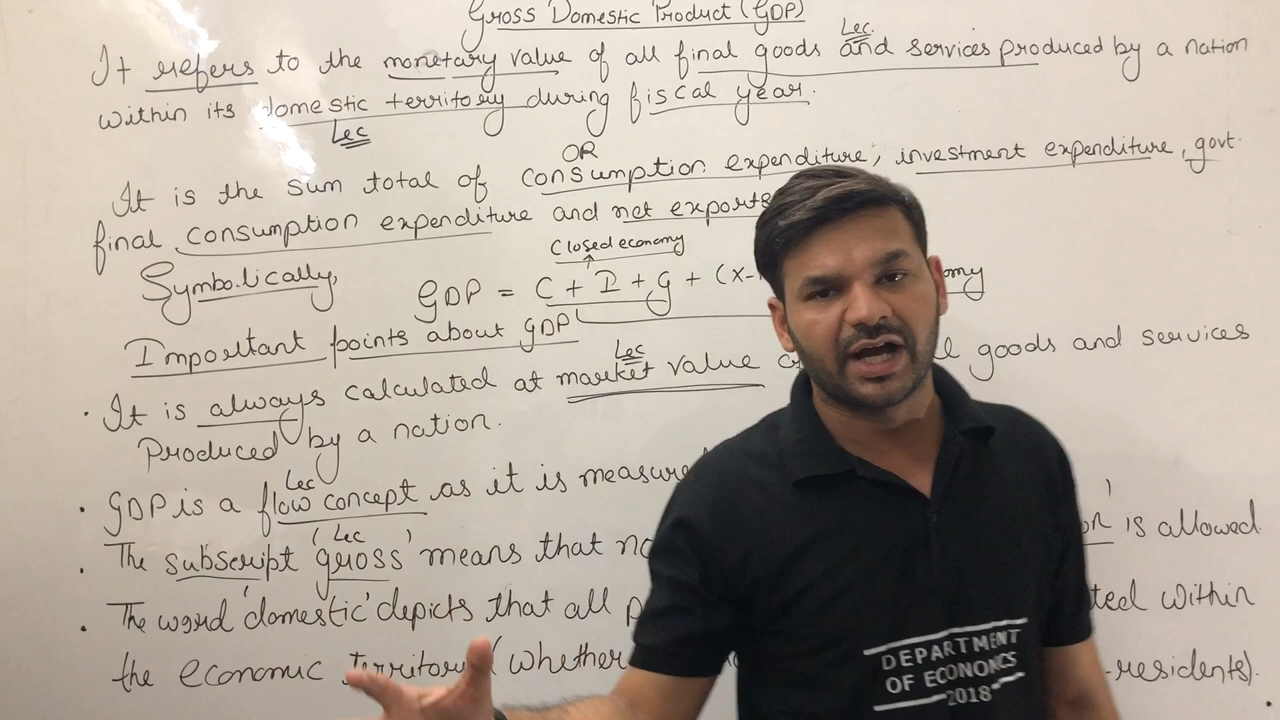 Gross Domestic Product (GDP)
Lec.
It refers to the monetary value of all final goods and services produced by a nation
within its domestic territory during fiscal year.
Lec
OR
It is the sum total of consumption expenditure, investment expenditure, govt.
final consumption expenditure and net exports
Closed economy
Symbolically, GDP = C + I + G + (X-
Important points about GDP
Lec
. It is always calculated at market value goods and services
Produced by a nation.
Lec
. GDP is a flow concept as it is measure
Lec
. The subscript 'gross' means that is allowed
. The word 'domestic' depicts that all within
the economic territory (whether -residents).
DEPARTMENT
OF ECONOMICS
2018